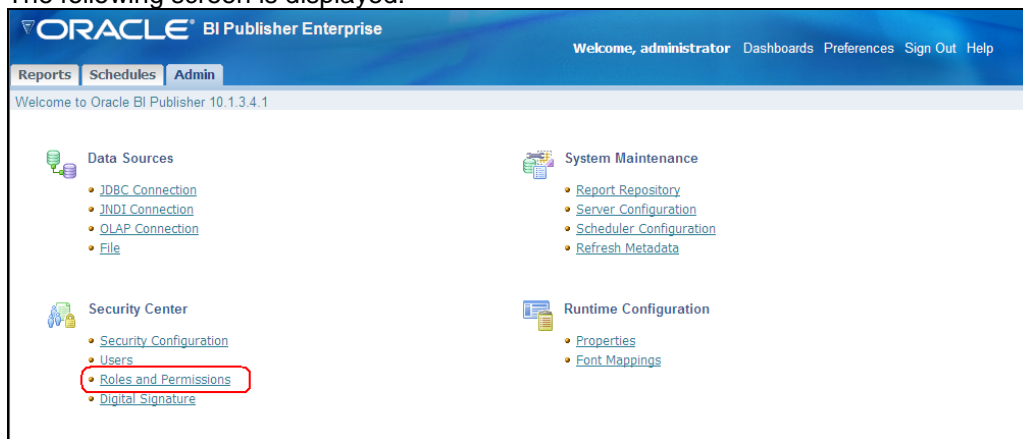 The following screen is displayed.
ORACLE BI Publisher Enterprise
Welcome, administrator Dashboards Preferences Sign Out Help
Reports Schedules Admin
Welcome to Oracle BI Publisher 10.1.3.4.1
Data Sources
JDBC Connection
JNDI Connection
OLAP Connection
File
System Maintenance
Report Repository
Server Configuration
Scheduler Configuration
Refresh Metadata
Security Center
Security Configuration
Users
Roles and Permissions
Digital Signature
Runtime Configuration
Properties
Font Mappings